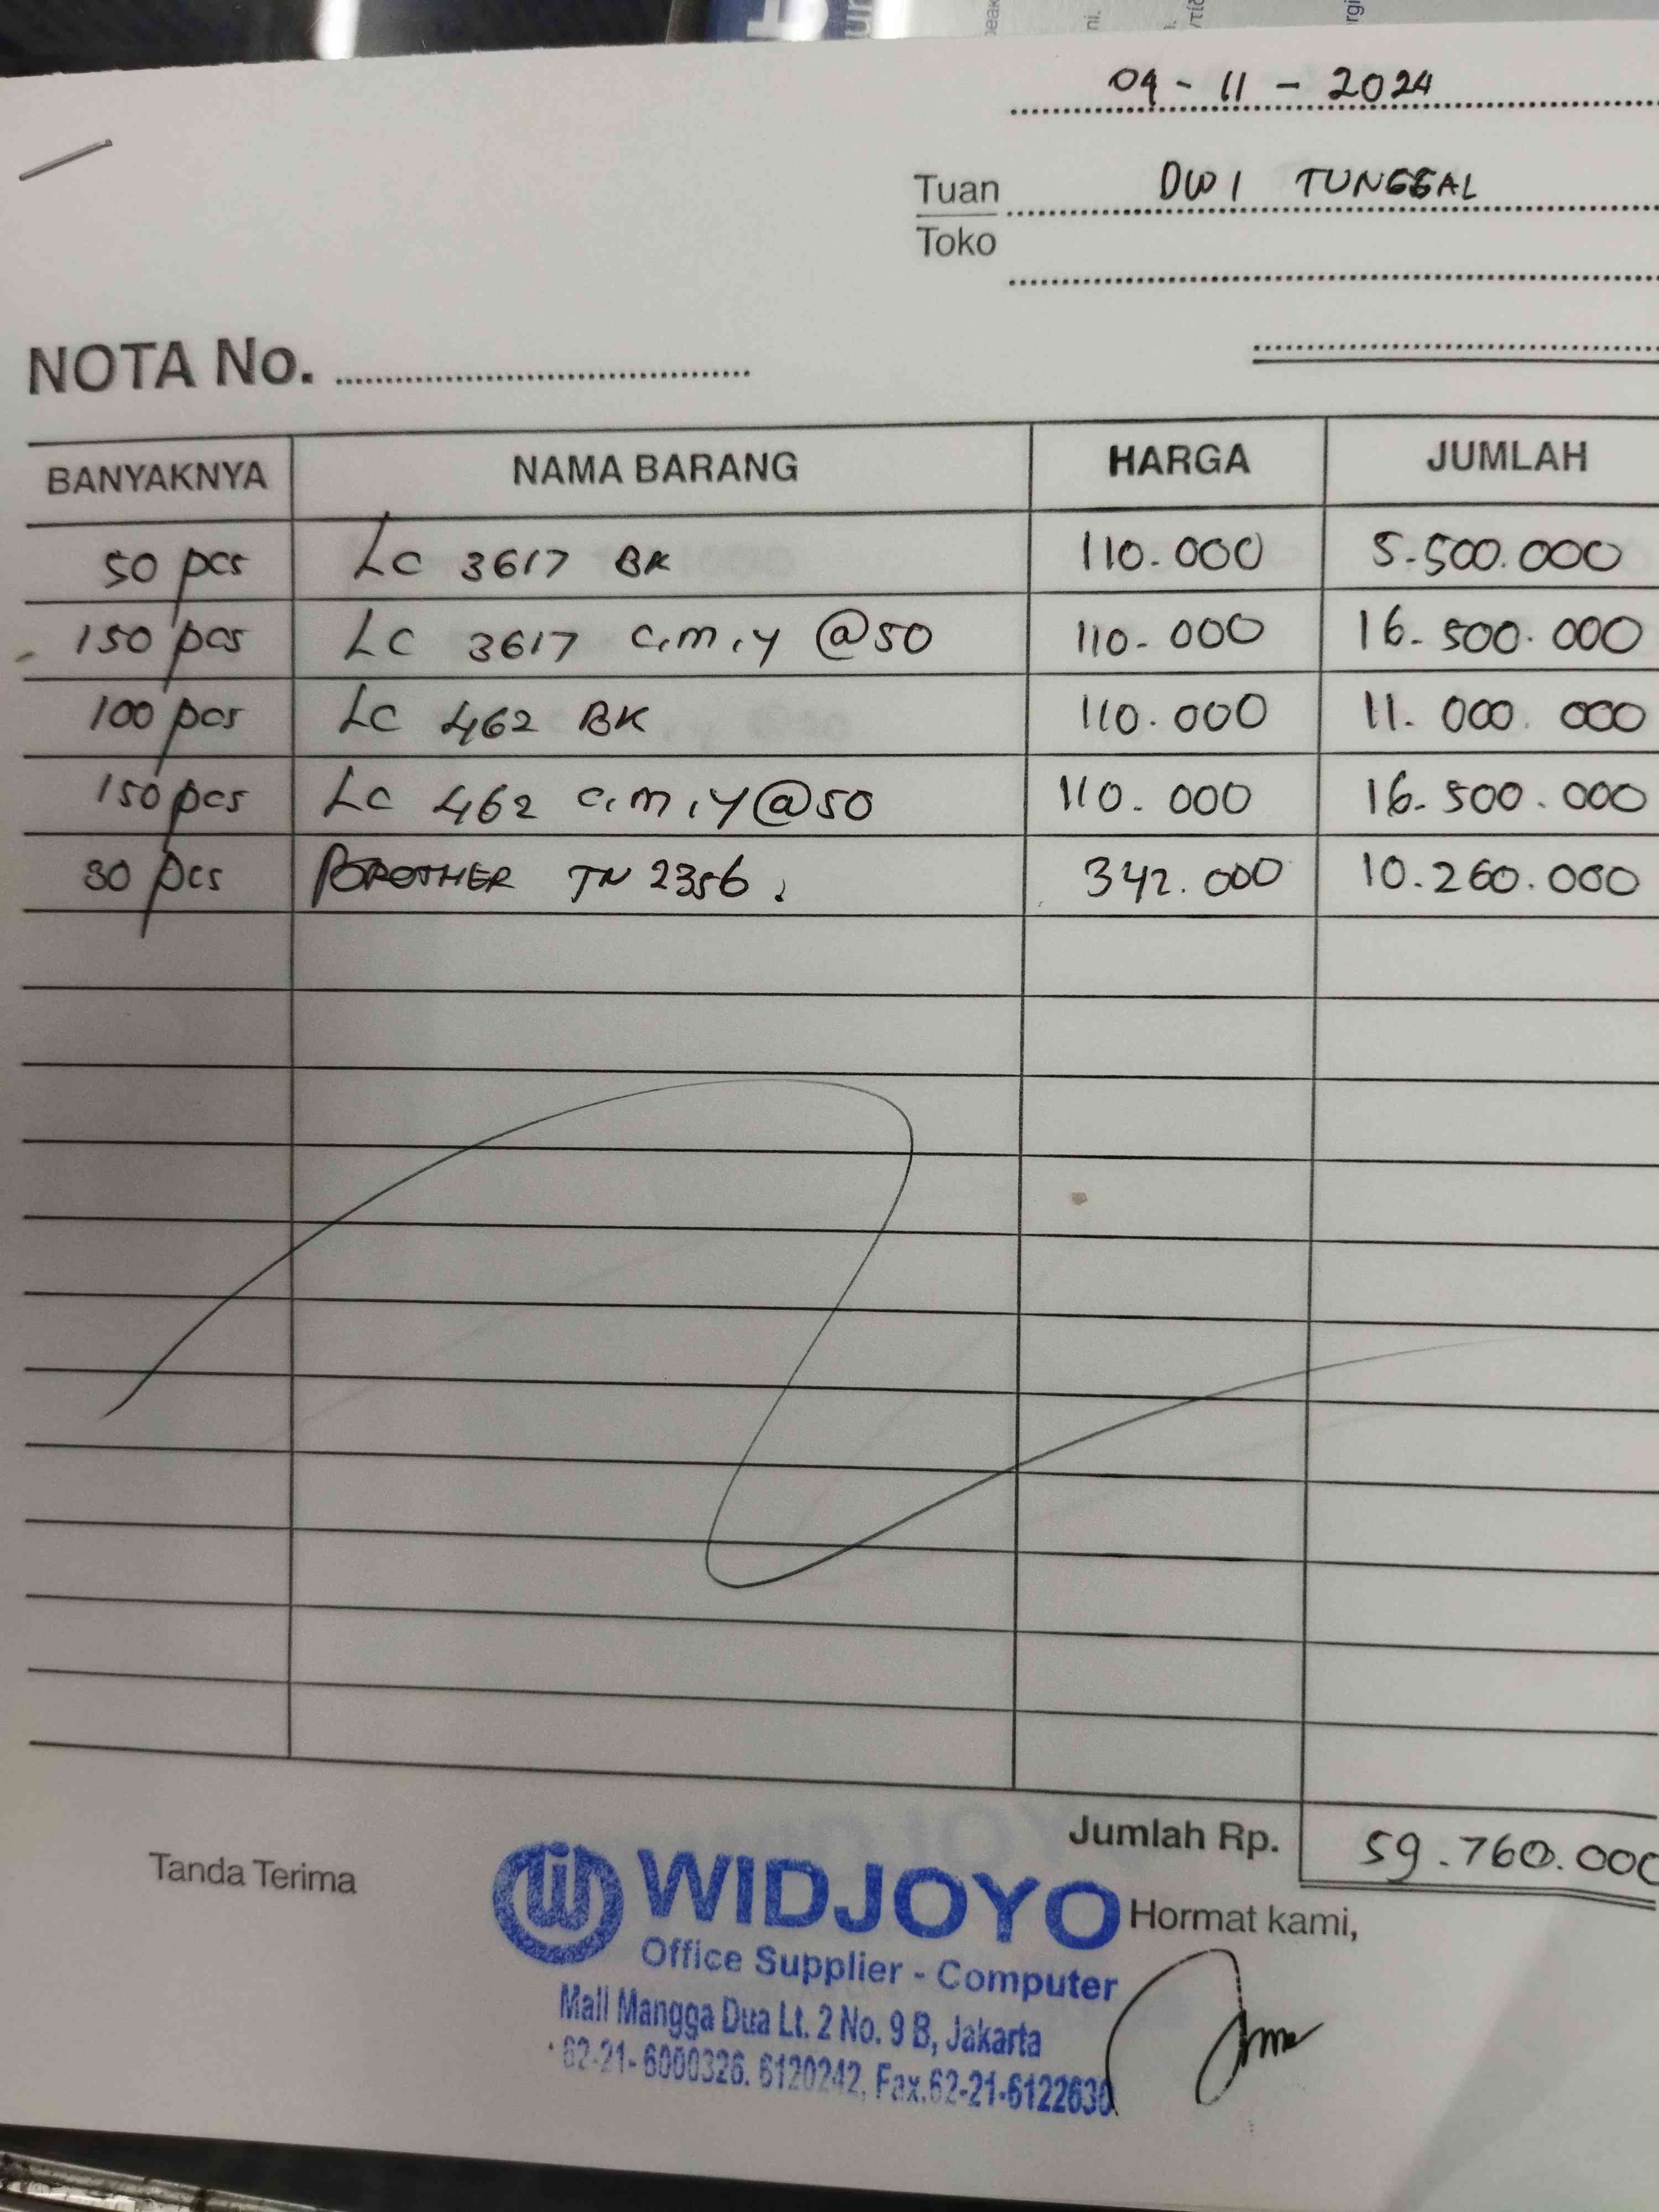 09 - 11 - 2024
Tuan DWI TUNGGAL
Toko
NOTA No.
BANYAKNYA NAMA BARANG HARGA JUMLAH
50 pcs LC 3617 BK 110.000 5.500.000
150 pcs LC 3617 c,m,y @50 110.000 16.500.000
100 pcs LC 462 BK 110.000 11.000.000
150 pcs LC 462 c,m,y @50 110.000 16.500.000
30 pcs BROTHER TN 2356. 342.000 10.260.000
Jumlah Rp. 59.760.000
Tanda Terima
Hormat kami,
WIDJOYO
Office Supplier - Computer
Mall Mangga Dua Lt. 2 No. 9 B, Jakarta
62-21-6000326. 6120242, Fax.62-21-6122630